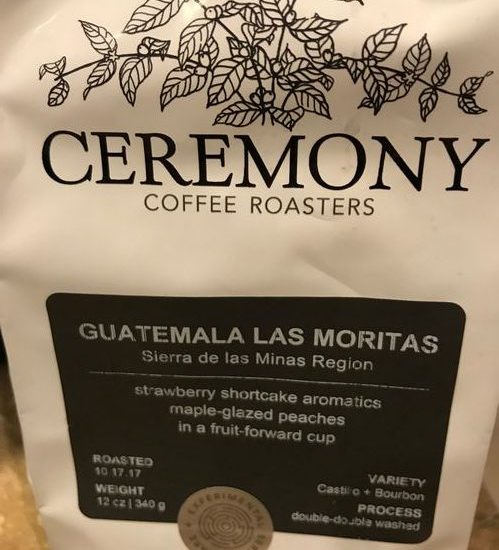 CEREMONY
COFFEE ROASTERS
GUATEMALA LAS MORITAS
Sierra de las Minas Region
strawberry shortcake aromatics
maple-glazed peaches
in a fruit-forward cup
ROASTED
10.17.17
WEIGHT
12 oz | 340 g
VARIETY
Castillo + Bourbon
PROCESS
double-double washed
EXPERIMENTAL